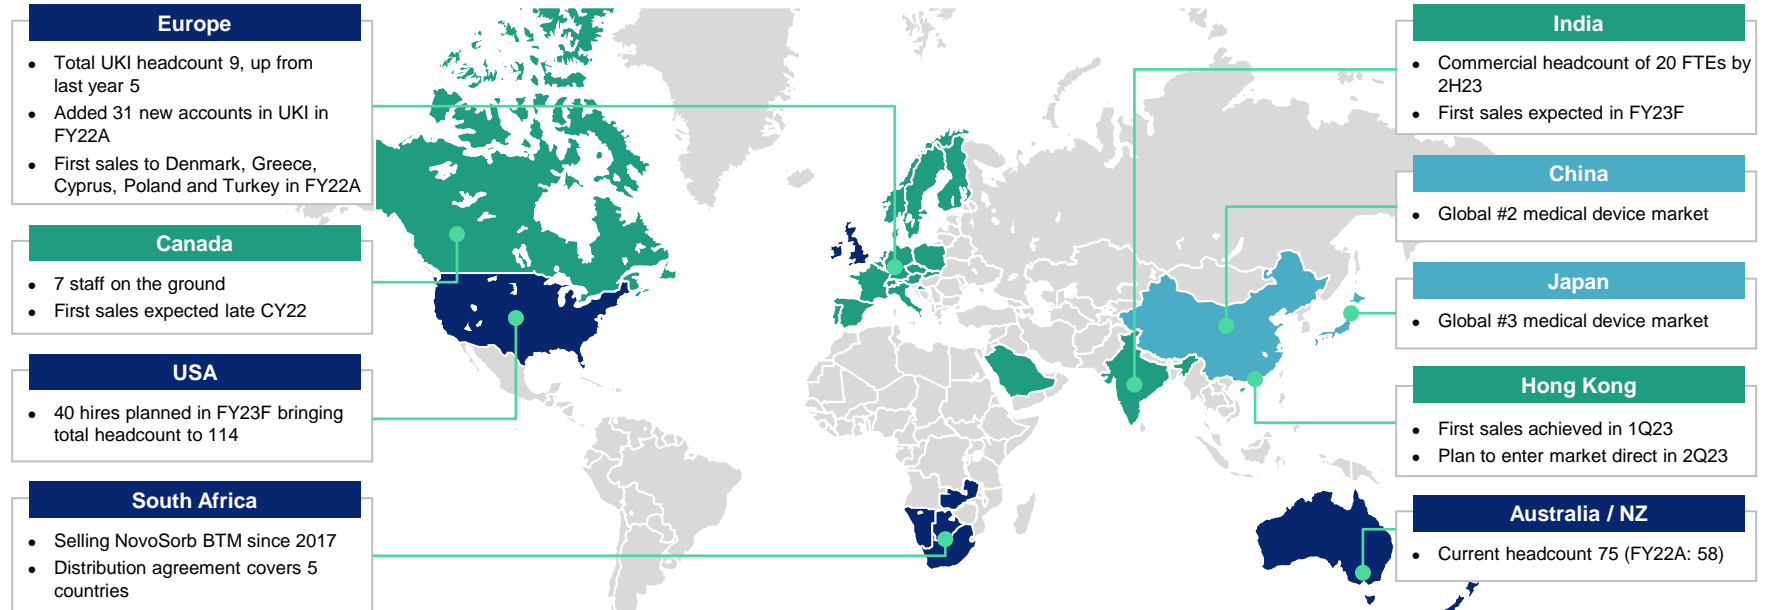 Europe
• Total UKI headcount 9, up from
last year 5
• Added 31 new accounts in UKI in
FY22A
• First sales to Denmark, Greece,
Cyprus, Poland and Turkey in FY22A
Canada
• 7 staff on the ground
• First sales expected late CY22
USA
• 40 hires planned in FY23F bringing
total headcount to 114
South Africa
• Selling NovoSorb BTM since 2017
• Distribution agreement covers 5
countries
India
• Commercial headcount of 20 FTEs by
2H23
• First sales expected in FY23F
China
• Global #2 medical device market
Japan
• Global #3 medical device market
Hong Kong
• First sales achieved in 1Q23
• Plan to enter market direct in 2Q23
Australia / NZ
• Current headcount 75 (FY22A: 58)